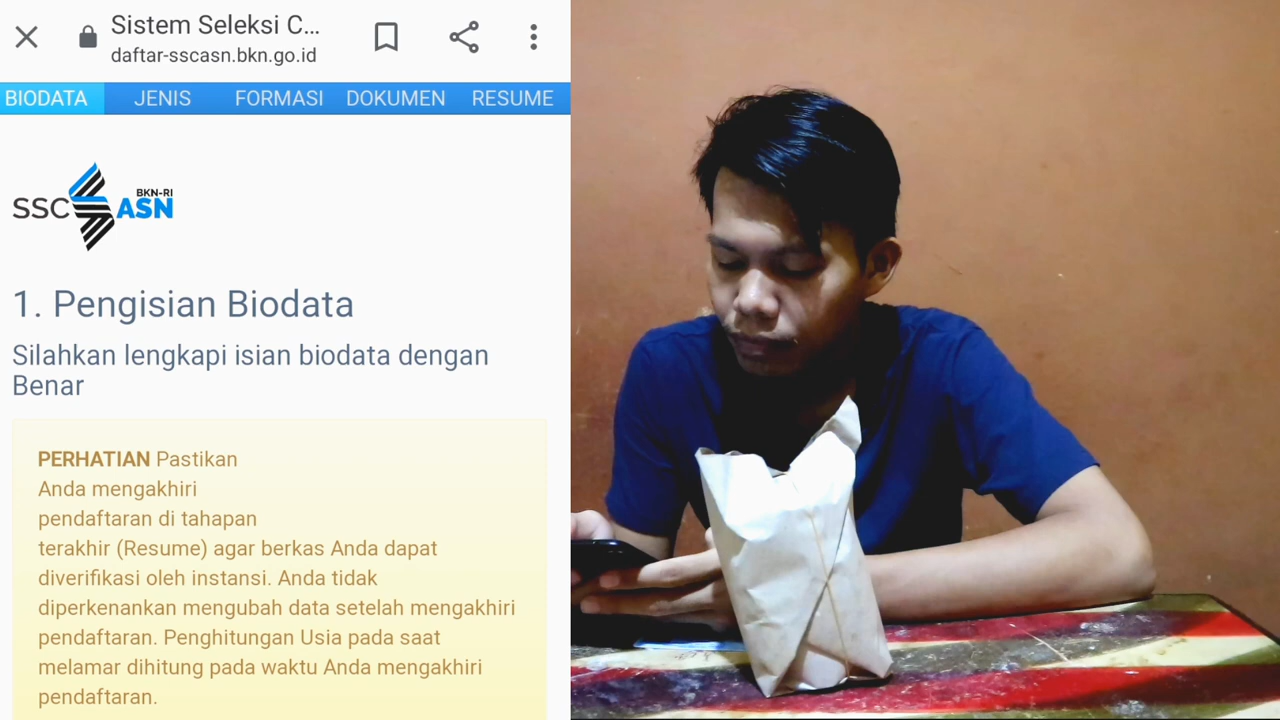 Sistem Seleksi C...
daftar-sscasn.bkn.go.id
BIODATA JENIS FORMASI DOKUMEN RESUME
BKN-RI
SSC ASN
1. Pengisian Biodata
Silahkan lengkapi isian biodata dengan
Benar
PERHATIAN Pastikan
Anda mengakhiri
pendaftaran di tahapan
terakhir (Resume) agar berkas Anda dapat
diverifikasi oleh instansi. Anda tidak
diperkenankan mengubah data setelah mengakhiri
pendaftaran. Penghitungan Usia pada saat
melamar dihitung pada waktu Anda mengakhiri
pendaftaran.